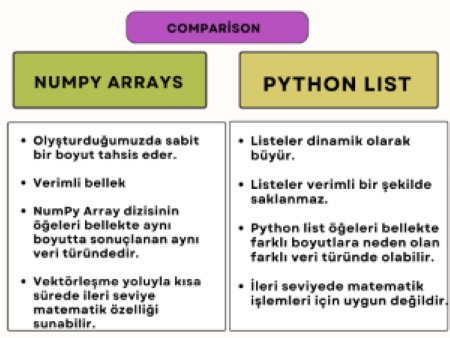 COMPARİSON
NUMPY ARRAYS
PYTHON LIST
• Olyşturduğumuzda sabit
bir boyut tahsis eder.
• Verimli bellek
• NumPy Array dizisinin
öğeleri bellekte aynı
boyutta sonuçlanan aynı
veri türündedir.
• Vektörleşme yoluyla kısa
sürede ileri seviye
matematik özelliği
sunabilir.
• Listeler dinamik olarak
büyür.
• Listeler verimli bir şekilde
saklanmaz.
• Python list öğeleri bellekte
farklı boyutlara neden olan
farklı veri türünde olabilir.
• İleri seviyede matematik
işlemleri için uygun değildir.